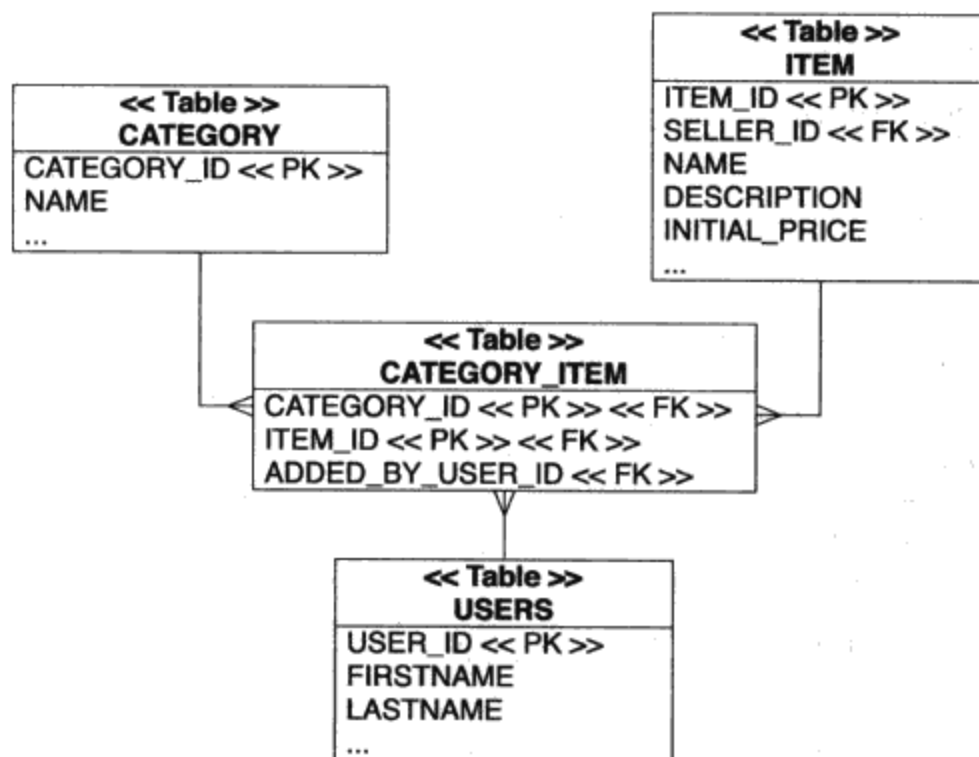 << Table >>
CATEGORY
CATEGORY_ID << PK >>
NAME
...
<< Table >>
ITEM
ITEM_ID << PK >>
SELLER_ID << FK >>
NAME
DESCRIPTION
INITIAL_PRICE
...
<< Table >>
CATEGORY_ITEM
CATEGORY_ID << PK >> << FK >>
ITEM_ID << PK >> << FK >>
ADDED_BY_USER_ID << FK >>
<< Table >>
USERS
USER_ID << PK >>
FIRSTNAME
LASTNAME
...